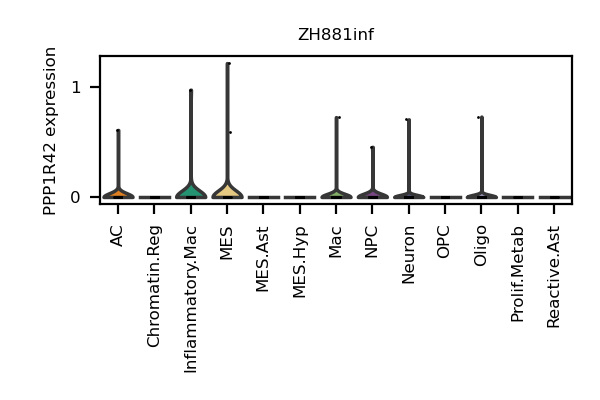 ZH881inf
PPP1R42 expression
1
0
AC
Chromatin.Reg
Inflammatory.Mac
MES
MES.Ast
MES.Hyp
Mac
NPC
Neuron
OPC
Oligo
Prolif.Metab
Reactive.Ast